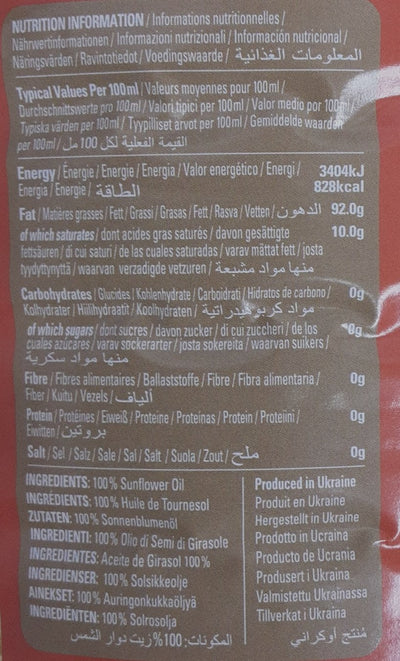 NUTRITION INFORMATION / Informations nutritionnelles /
Nährwertinformationen / Informazioni nutrizionali / Información nutricional /
Näringsvärden / Ravintotiedot / Voedingswaarde / المعلومات الغذائية
Typical Values Per 100ml / Valeurs moyennes pour 100ml /
Durchschnittswerte pro 100ml / Valori tipici per 100ml / Valor medio por 100ml /
Typiska värden per 100ml / Tyypilliset arvot per 100ml / Gemiddelde waarden
per 100ml / القيمة الفعلية لكل 100 مل
Energy / Énergie / Energie / Energia / Valor energético / Energi / 3404kJ
Energia / Energie / الطاقة 828kcal
Fat / Matières grasses / Fett / Grassi / Grasas / Fett / Rasva / Vetten / الدهون 92.0g
of which saturates / dont acides gras saturés / davon gesättigte 10.0g
fettsäuren / di cui saturi / de las cuales saturadas / varav mättat fett / josta
tyydyttynyttä / waarvan verzadigde vetzuren / منها مواد مشبعة
Carbohydrates / Glucides / Kohlenhydrate / Carboidrati / Hidratos de carbono / 0g
Kolhydrater / Hiilihydraatit / Koolhydraten / مواد كربوهيدراتية
of which sugars / dont sucres / davon zucker / di cui zuccheri / de los 0g
cuales azúcares / varav sockerarter / josta sokereita / waarvan suikers /
منها مواد سكرية
Fibre / Fibres alimentaires / Ballaststoffe / Fibre / Fibra alimentaria / 0g
Fiber / Kuitu / Vezels / ألياف
Protein / Protéines / Eiweiß / Proteine / Proteinas / Protein / Proteiini / 0g
Eiwitten / بروتين
Salt / Sel / Salz / Sale / Sal / Salt / Suola / Zout / ملح 0g
INGREDIENTS: 100% Sunflower Oil
INGRÉDIENTS: 100% Huile de Tournesol
ZUTATEN: 100% Sonnenblumenöl
INGREDIENTI: 100% Olio di Semi di Girasole
INGREDIENTES: Aceite de Girasol 100%
INGREDIENSER: 100% Solsikkeolje
AINEKSET: 100% Auringonkukkaöljyä
INGREDIËNTEN: 100% Solrosolja
المكونات: 100% زيت دوار الشمس
Produced in Ukraine
Produit en Ukraine
Hergestellt in Ukraine
Prodotto in Ucraina
Producto de Ucrania
Produsert i Ukraina
Valmistettu Ukrainassa
Tillverkat i Ucraina
مُنتج أوكراني